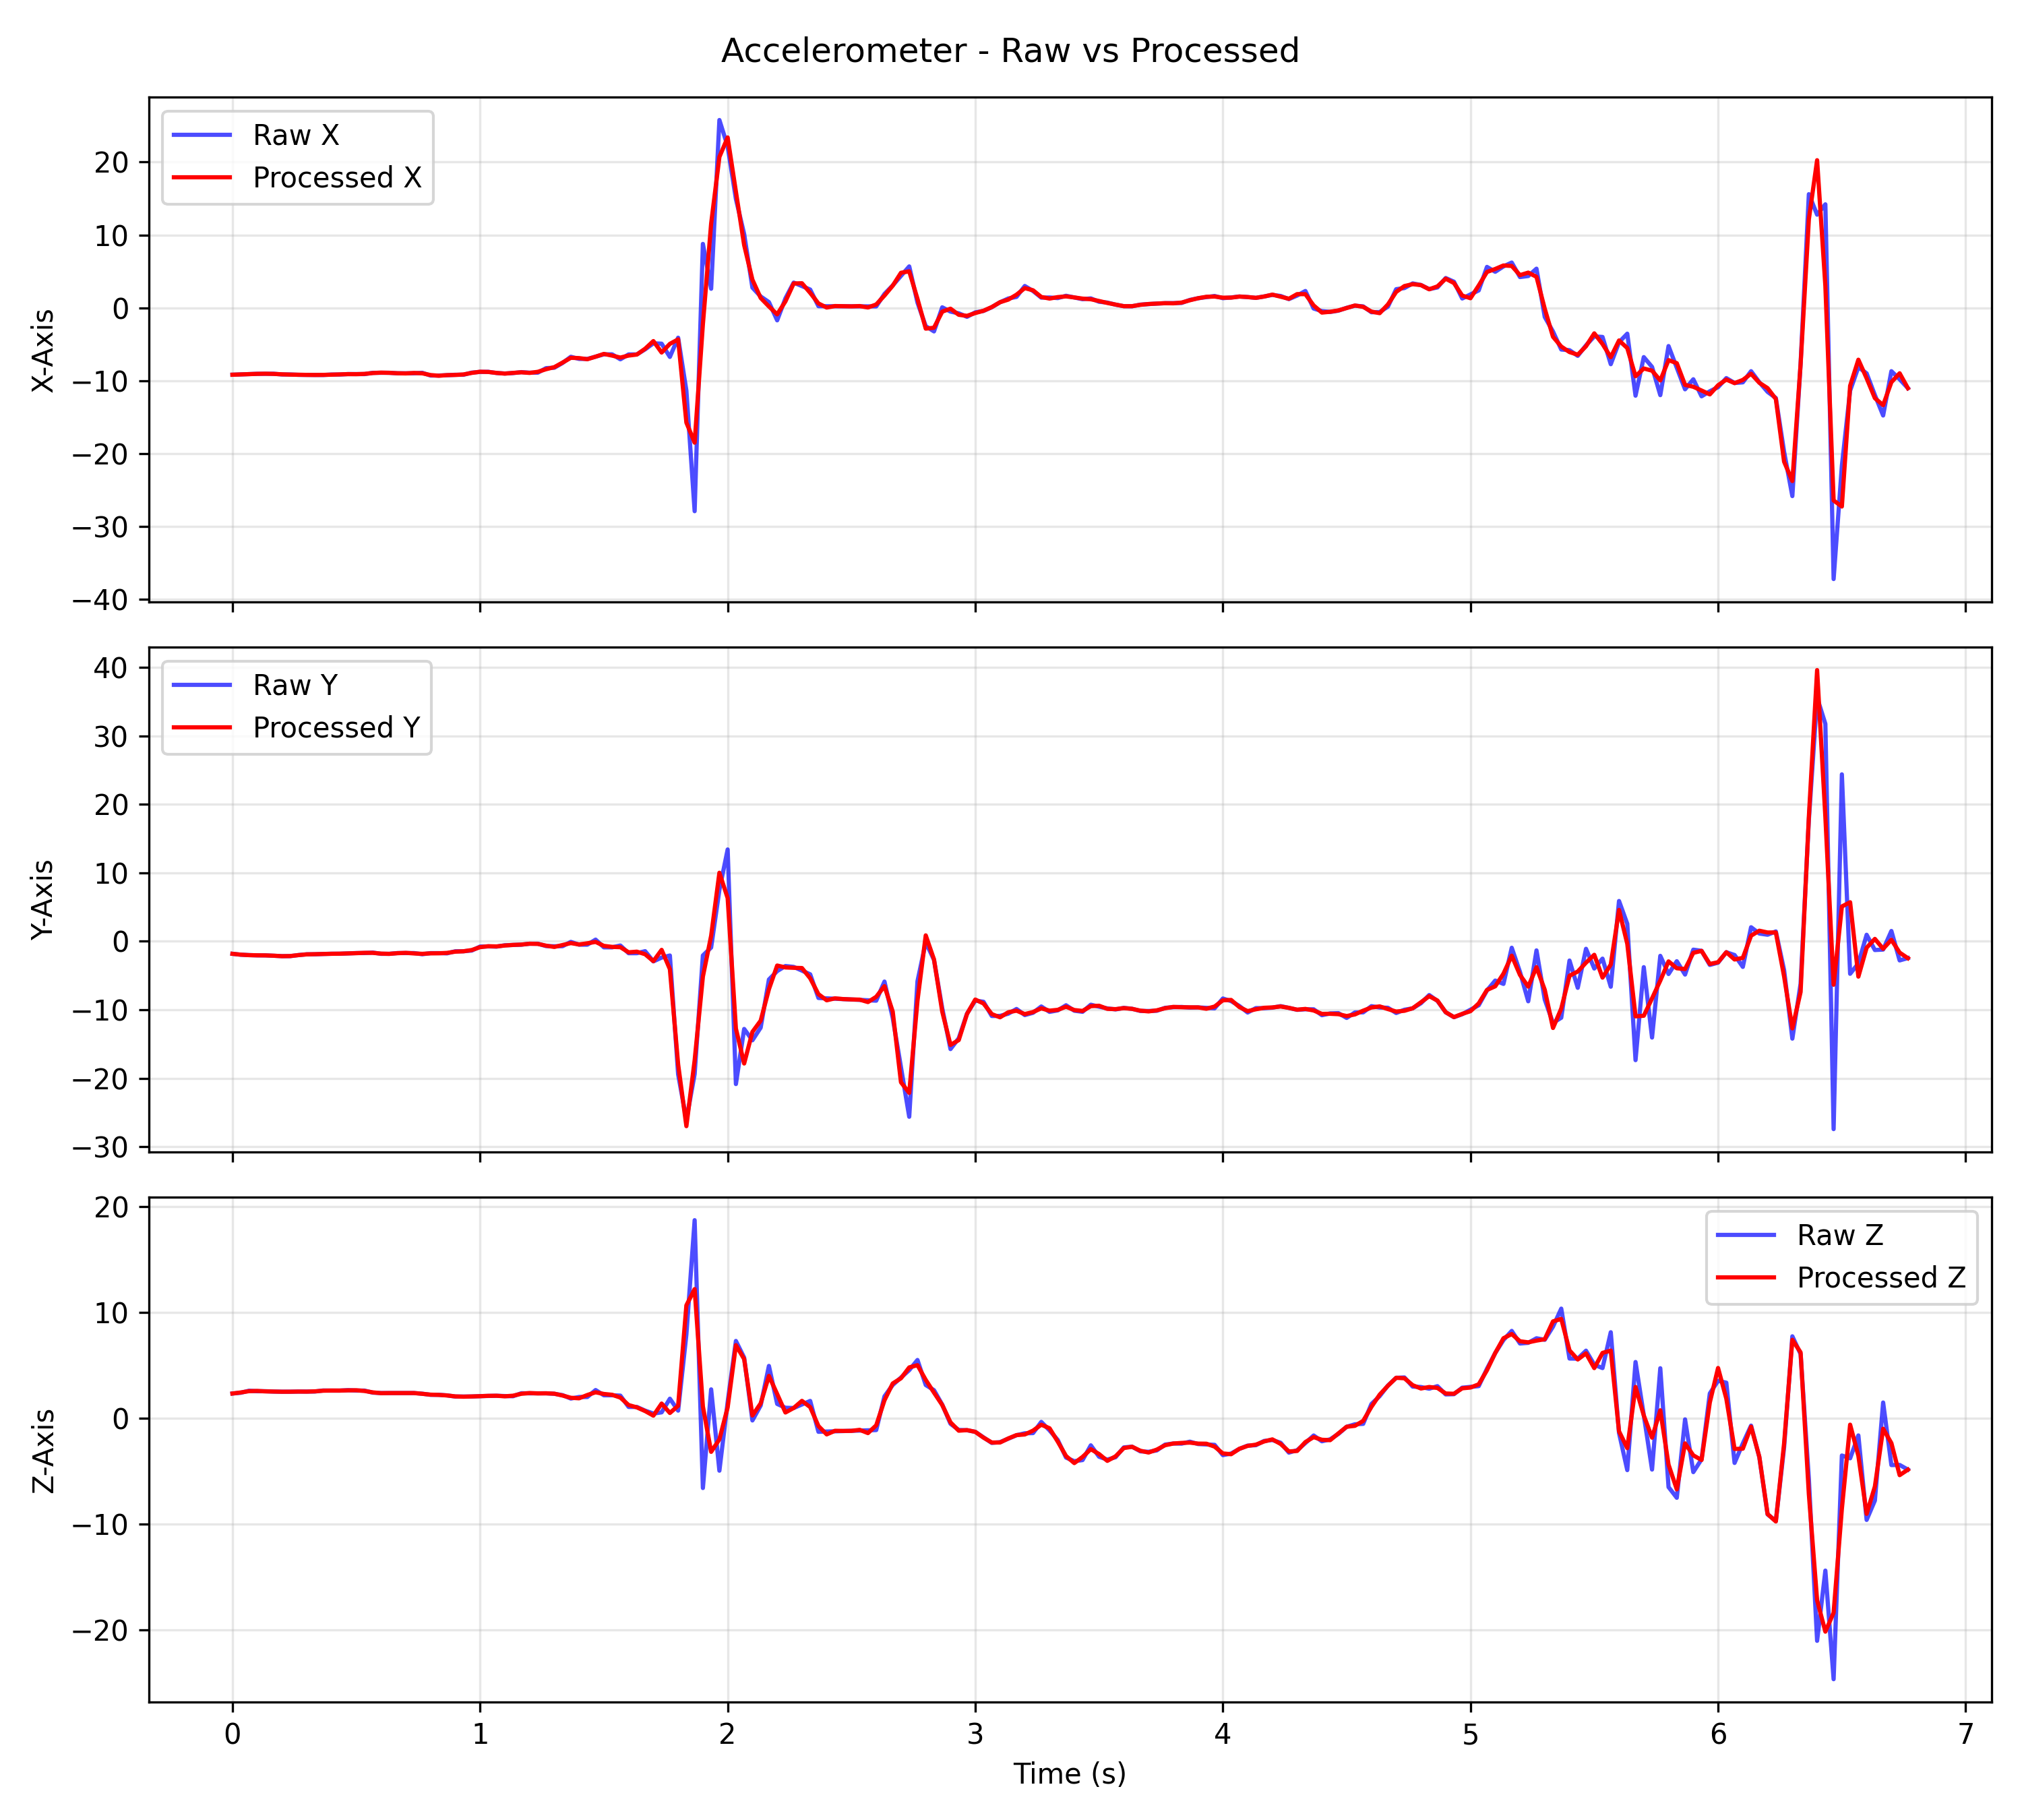 Accelerometer - Raw vs Processed
Raw X
Processed X
20
10
0
−10
−20
−30
−40
X-Axis
Raw Y
Processed Y
40
30
20
10
0
−10
−20
−30
Y-Axis
Raw Z
Processed Z
20
10
0
−10
−20
Z-Axis
0 1 2 3 4 5 6 7
Time (s)